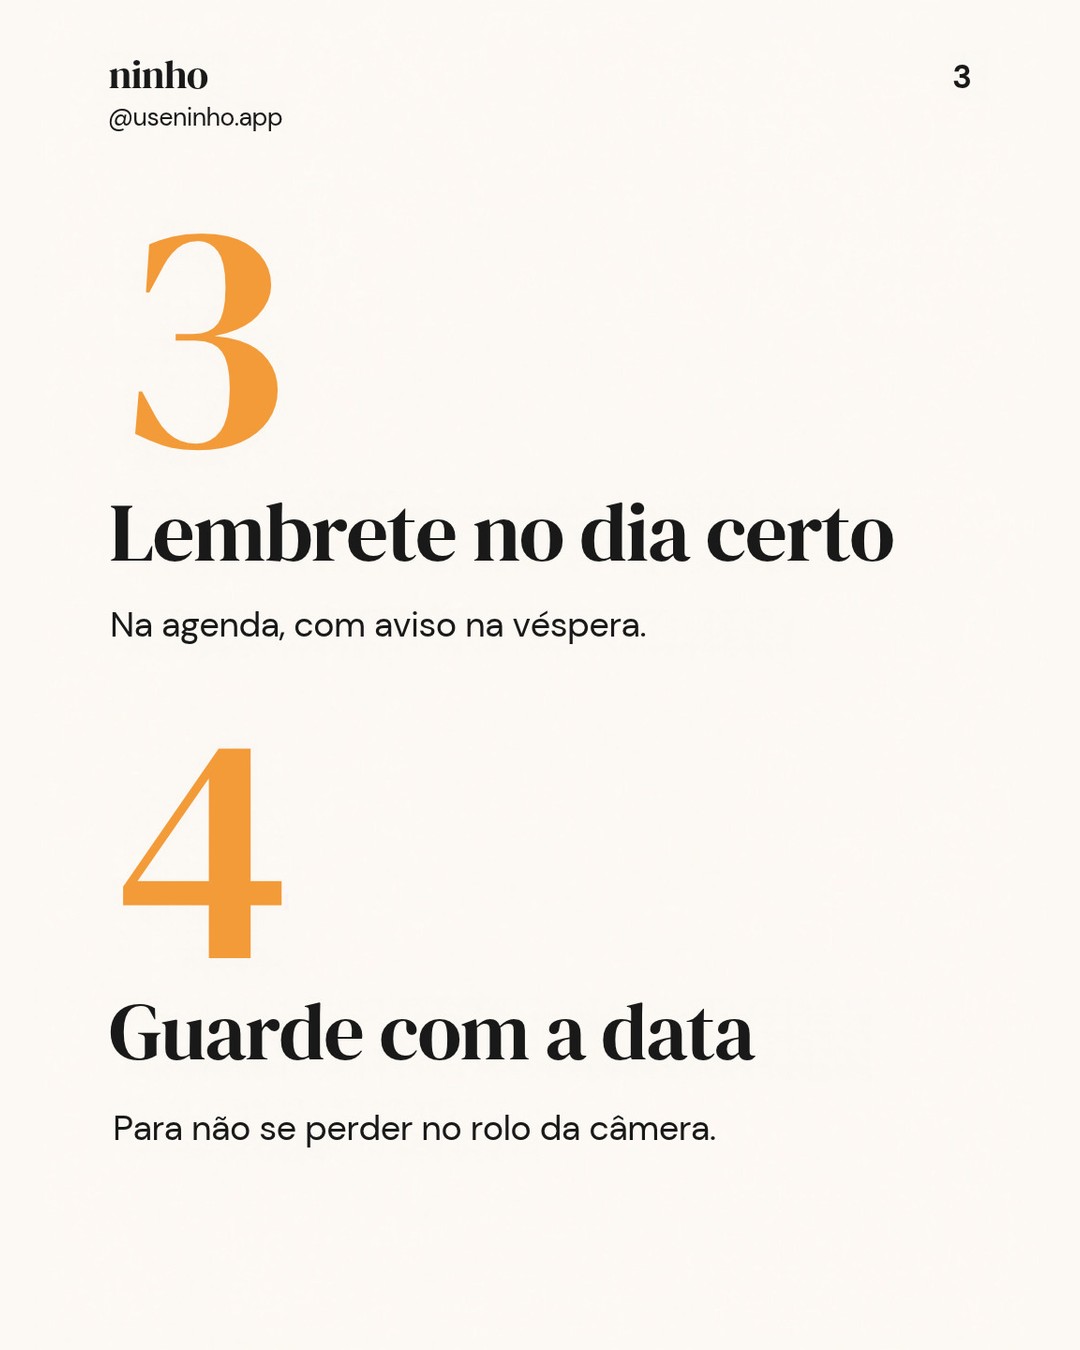 ninho
3
@useninho.app
3
Lembrete no dia certo
Na agenda, com aviso na véspera.
4
Guarde com a data
Para não se perder no rolo da câmera.